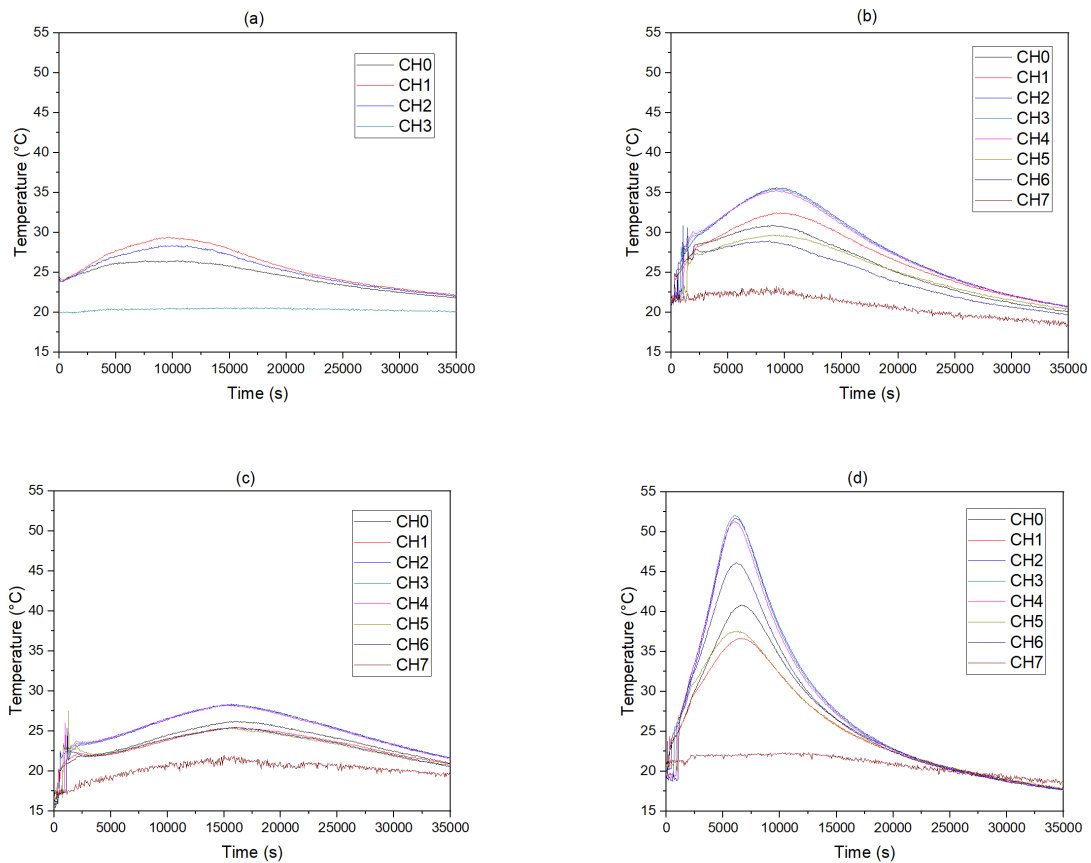 (a)
55
50
45
40
35
30
25
20
15
Temperature (°C)
0 5000 10000 15000 20000 25000 30000 35000
Time (s)
CH0
CH1
CH2
CH3
(b)
55
50
45
40
35
30
25
20
15
Temperature (°C)
0 5000 10000 15000 20000 25000 30000 35000
Time (s)
CH0
CH1
CH2
CH3
CH4
CH5
CH6
CH7
(c)
55
50
45
40
35
30
25
20
15
Temperature (°C)
0 5000 10000 15000 20000 25000 30000 35000
Time (s)
CH0
CH1
CH2
CH3
CH4
CH5
CH6
CH7
(d)
55
50
45
40
35
30
25
20
15
Temperature (°C)
0 5000 10000 15000 20000 25000 30000 35000
Time (s)
CH0
CH1
CH2
CH3
CH4
CH5
CH6
CH7